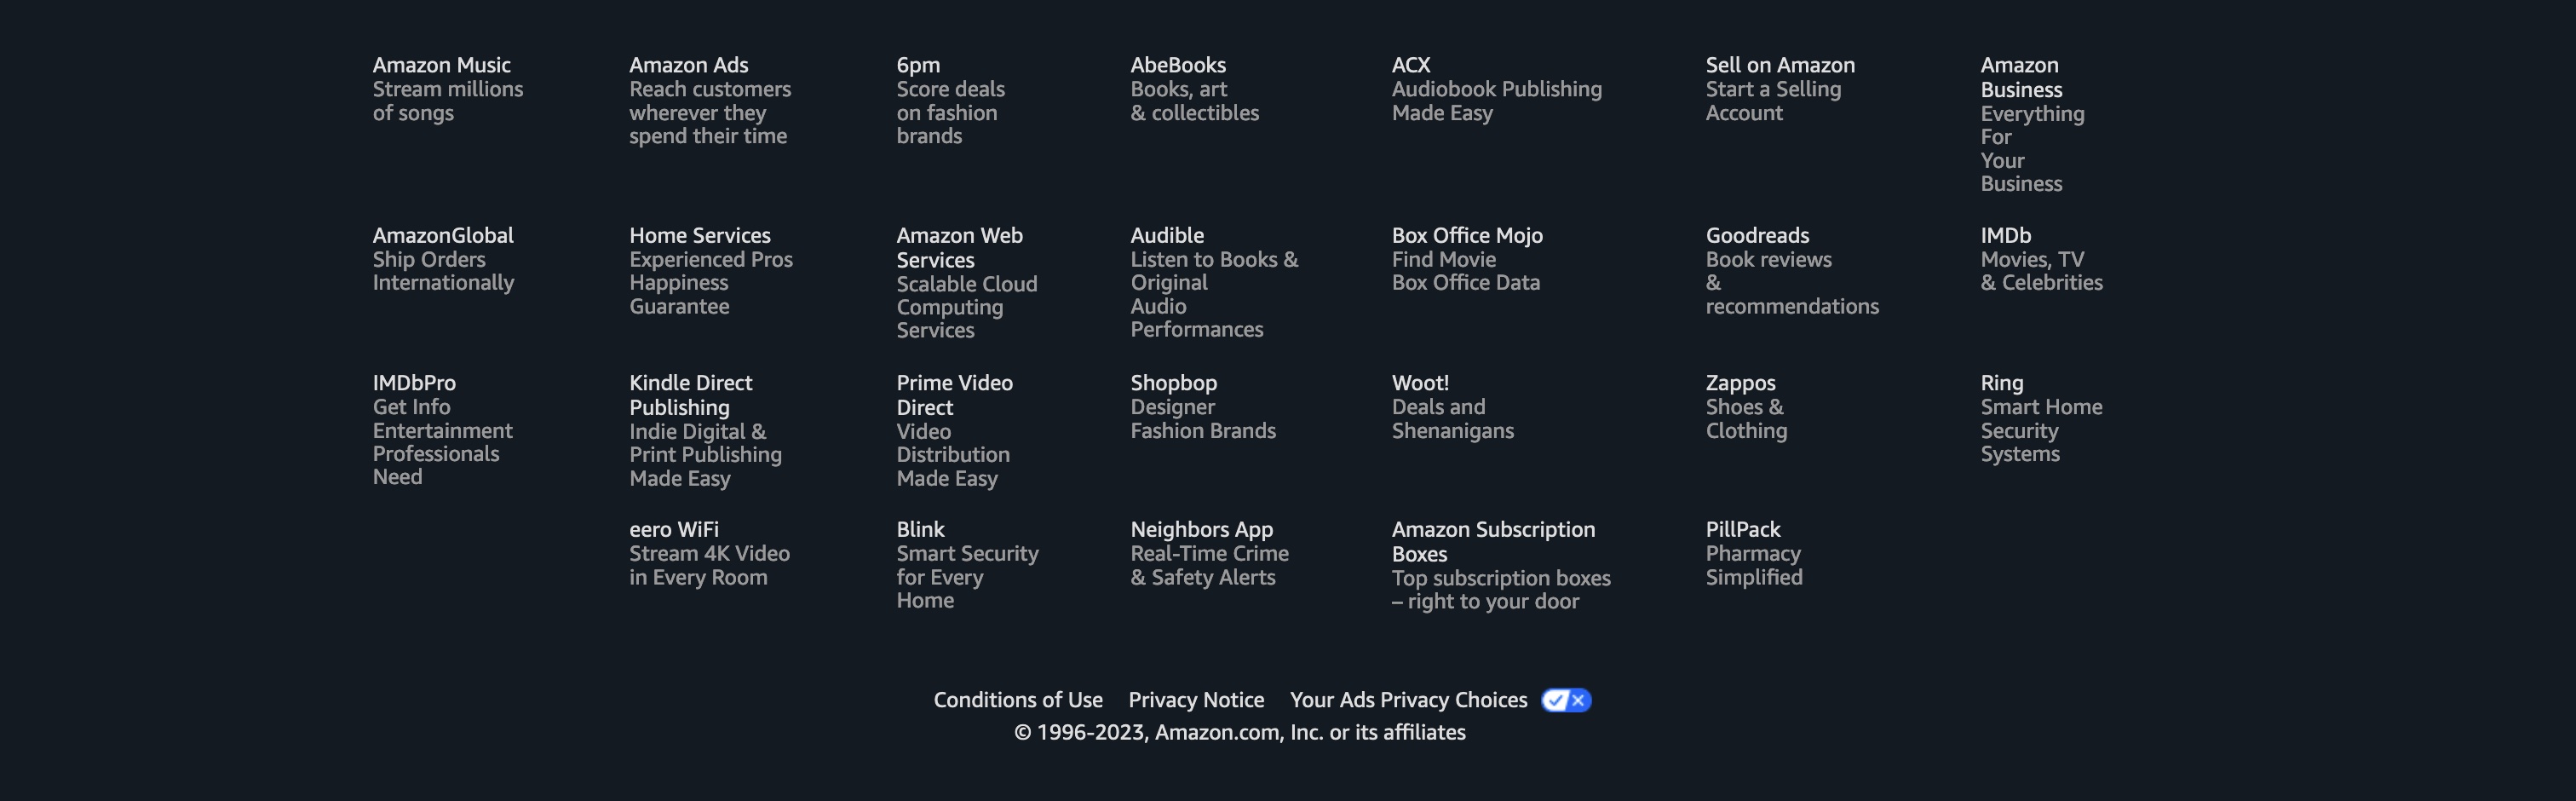 Amazon Music
Stream millions
of songs
Amazon Ads
Reach customers
wherever they
spend their time
6pm
Score deals
on fashion
brands
AbeBooks
Books, art
& collectibles
ACX
Audiobook Publishing
Made Easy
Sell on Amazon
Start a Selling
Account
Amazon
Business
Everything
For
Your
Business
AmazonGlobal
Ship Orders
Internationally
Home Services
Experienced Pros
Happiness
Guarantee
Amazon Web
Services
Scalable Cloud
Computing
Services
Audible
Listen to Books &
Original
Audio
Performances
Box Office Mojo
Find Movie
Box Office Data
Goodreads
Book reviews
&
recommendations
IMDb
Movies, TV
& Celebrities
IMDbPro
Get Info
Entertainment
Professionals
Need
Kindle Direct
Publishing
Indie Digital &
Print Publishing
Made Easy
Prime Video
Direct
Video
Distribution
Made Easy
Shopbop
Designer
Fashion Brands
Woot!
Deals and
Shenanigans
Zappos
Shoes &
Clothing
Ring
Smart Home
Security
Systems
eero WiFi
Stream 4K Video
in Every Room
Blink
Smart Security
for Every
Home
Neighbors App
Real-Time Crime
& Safety Alerts
Amazon Subscription
Boxes
Top subscription boxes
– right to your door
PillPack
Pharmacy
Simplified
Conditions of Use Privacy Notice Your Ads Privacy Choices
© 1996-2023, Amazon.com, Inc. or its affiliates